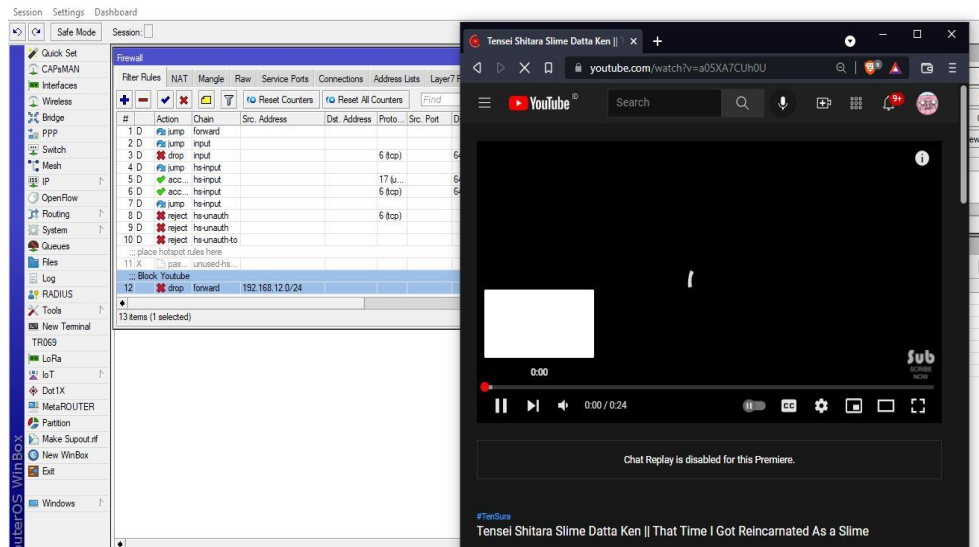 Session Settings Dashboard
Safe Mode Session:
Quick Set
CAPsMAN
Interfaces
Wireless
Bridge
PPP
Switch
Mesh
IP
OpenFlow
Routing
System
Queues
Files
Log
RADIUS
Tools
New Terminal
TR069
LoRa
IoT
Dot1X
MetaROUTER
Partition
Make Supout.rif
New WinBox
Exit
Windows
uterOS WinBox
Firewall
Filter Rules NAT Mangle Raw Service Ports Connections Address Lists Layer7
Reset Counters Reset All Counters Find
# Action Chain Src. Address Dst. Address Proto... Src. Port
1 D jump forward
2 D jump input
3 D drop input 6 (tcp) 64
4 D jump hs-input
5 D acc... hs-input 17 (u... 64
6 D acc... hs-input 6 (tcp) 64
7 D jump hs-input
8 D reject hs-unauth 6 (tcp)
9 D reject hs-unauth
10 D reject hs-unauth-to
;;; place hotspot rules here
11 X pas... unused-hs...
;;; Block Youtube
12 drop forward 192.168.12.0/24
13 items (1 selected)
Tensei Shitara Slime Datta Ken ||
youtube.com/watch?v=a05XA7CUh0U
YouTube ID
Search
9+
0:00
0:00 / 0:24
CC
Sub
SCRIBE
NOW
Chat Replay is disabled for this Premiere.
#TenSura
Tensei Shitara Slime Datta Ken || That Time I Got Reincarnated As a Slime